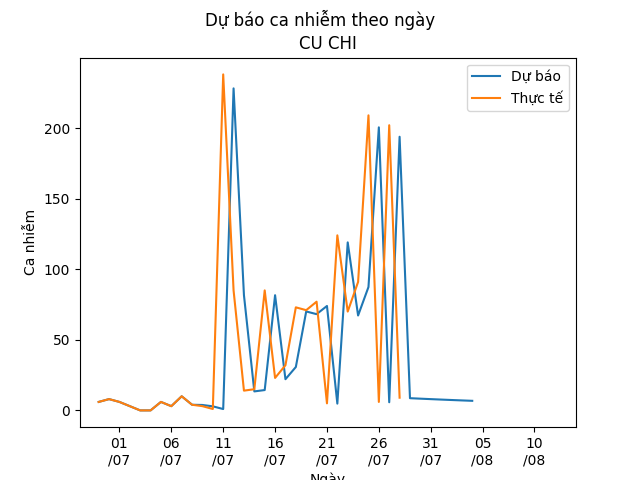 Dự báo ca nhiễm theo ngày
CU CHI
Dự báo
Thực tế
Ca nhiễm
200
150
100
50
0
01 06 11 16 21 26 31 05 10
/07 /07 /07 /07 /07 /07 /07 /08 /08
Ngày